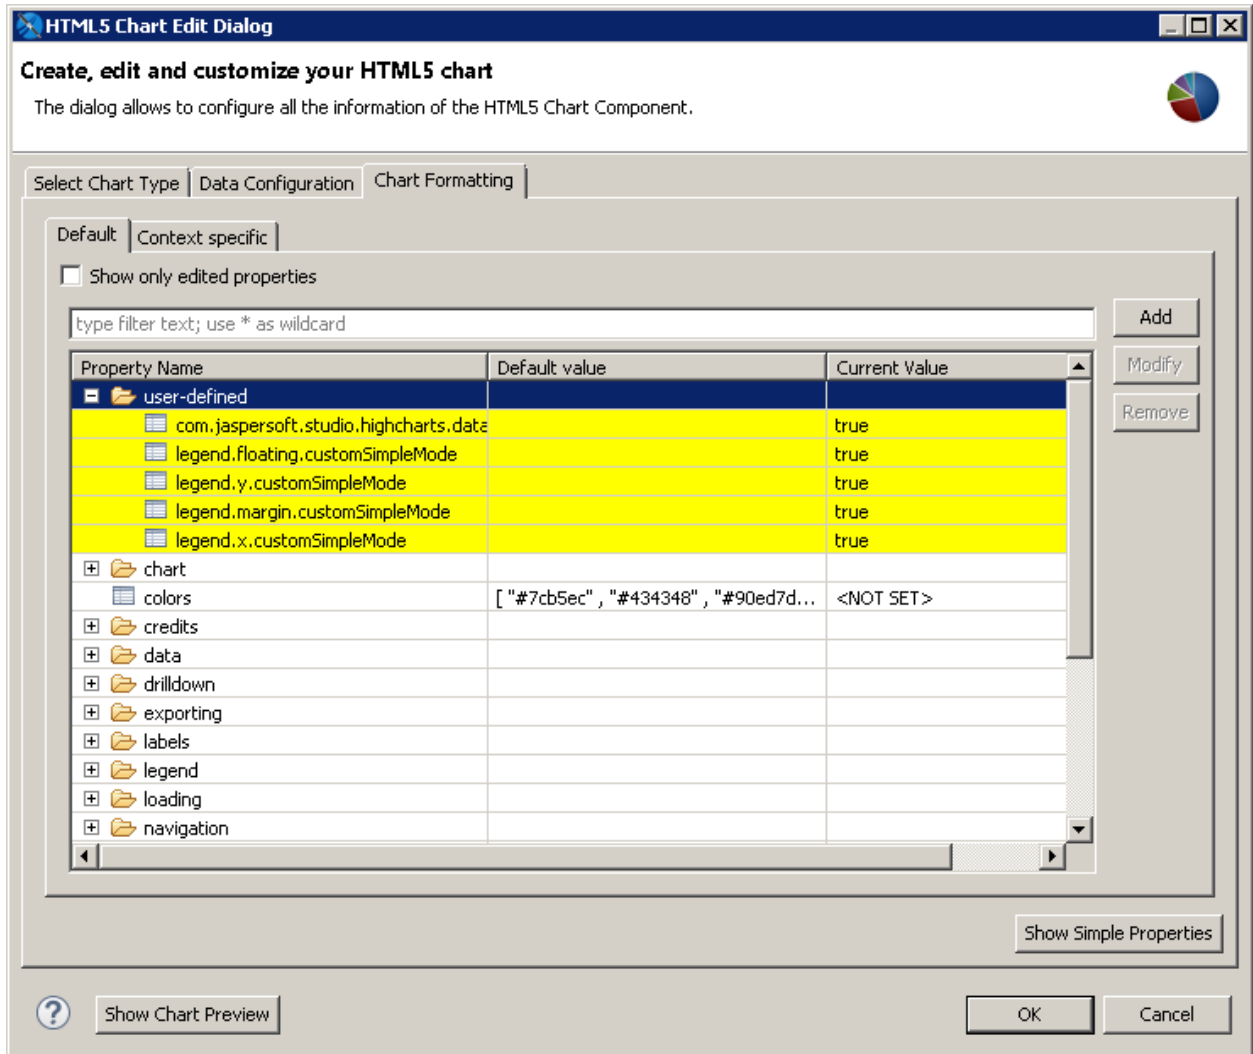 HTML5 Chart Edit Dialog
Create, edit and customize your HTML5 chart
The dialog allows to configure all the information of the HTML5 Chart Component.
Select Chart Type Data Configuration Chart Formatting
Default Context specific
Show only edited properties
type filter text; use * as wildcard
Add
Modify
Remove
Property Name Default value Current Value
user-defined
com.jaspersoft.studio.highcharts.data true
legend.floating.customSimpleMode true
legend.y.customSimpleMode true
legend.margin.customSimpleMode true
legend.x.customSimpleMode true
chart
colors [ "#7cb5ec" , "#434348" , "#90ed7d... <NOT SET>
credits
data
drilldown
exporting
labels
legend
loading
navigation
Show Simple Properties
? Show Chart Preview OK Cancel